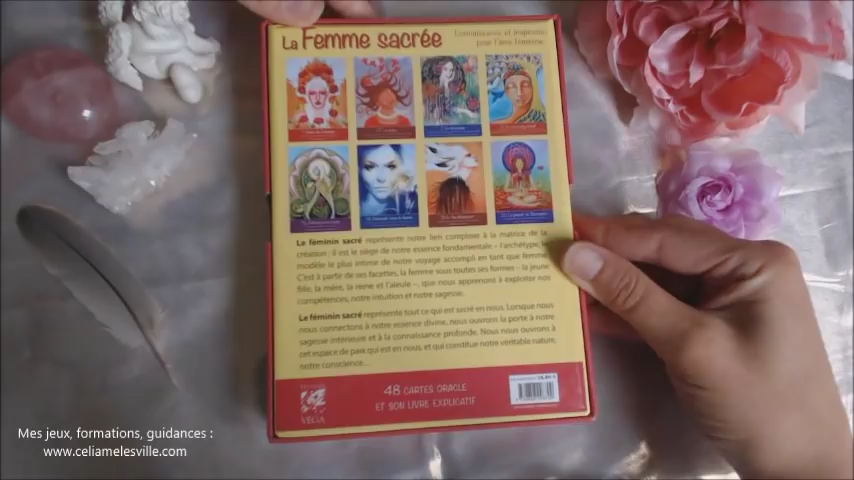 La Femme sacrée
Connaissance et inspiration
pour l'âme féminine
Le féminin sacré représente notre lien complexe à la matrice de la
création : il est le siège de notre essence fondamentale – l'archétype, le
modèle le plus intime de notre voyage accompli en tant que femme.
C'est à partir de ses facettes, la femme sous toutes ses formes – la jeune
fille, la mère, la reine et l'aïeule –, que nous apprenons à exploiter nos
compétences, notre intuition et notre sagesse.
Le féminin sacré représente tout ce qui est sacré en nous. Lorsque nous
nous connectons à notre essence divine, nous ouvrons la porte à notre
sagesse intérieure et à la connaissance profonde. Nous nous ouvrons à
cet espace de paix qui est en nous, et qui constitue notre véritable nature,
notre conscience...
48 CARTES ORACLE
ET SON LIVRE EXPLICATIF
VEGA
Mes jeux, formations, guidances :
www.celiamelesville.com